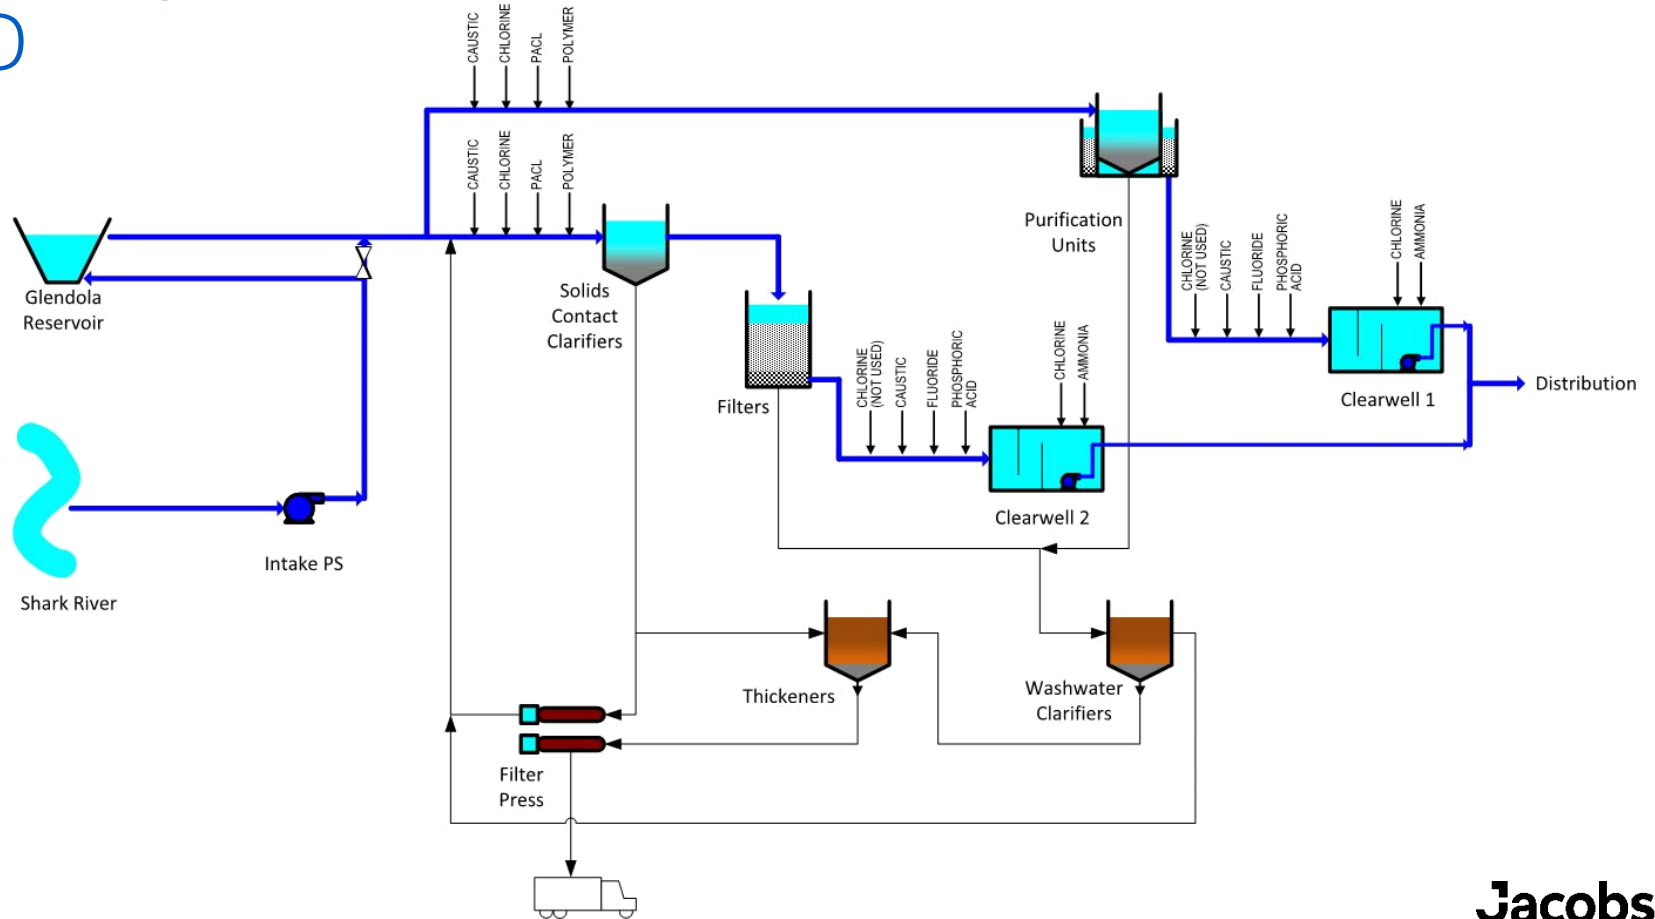 CAUSTIC
CHLORINE
PACL
POLYMER
CAUSTIC
CHLORINE
PACL
POLYMER
Glendola
Reservoir
Solids
Contact
Clarifiers
Purification
Units
CHLORINE
(NOT USED)
CAUSTIC
FLUORIDE
PHOSPHORIC
ACID
CHLORINE
AMMONIA
Clearwell 1
Distribution
Filters
CHLORINE
(NOT USED)
CAUSTIC
FLUORIDE
PHOSPHORIC
ACID
CHLORINE
AMMONIA
Clearwell 2
Intake PS
Shark River
Thickeners
Washwater
Clarifiers
Filter
Press
Jacobs